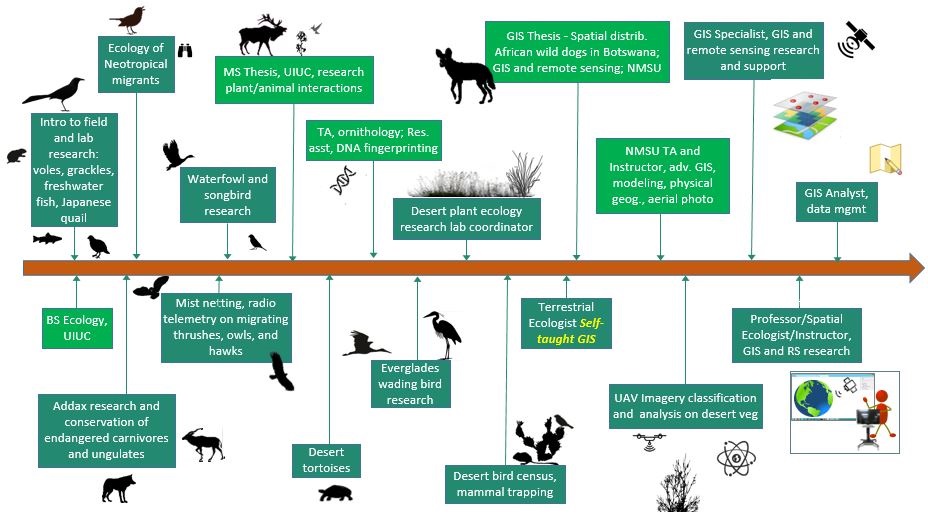 Ecology of
Neotropical
migrants
MS Thesis, UIUC, research
plant/animal interactions
GIS Thesis - Spatial distrib.
African wild dogs in Botswana;
GIS and remote sensing; NMSU
GIS Specialist, GIS and
remote sensing research
and support
Intro to field
and lab
research:
voles, grackles,
freshwater
fish, Japanese
quail
Waterfowl and
songbird
research
TA, ornithology; Res.
asst, DNA fingerprinting
Desert plant ecology
research lab coordinator
NMSU TA and
Instructor, adv. GIS,
modeling, physical
geog., aerial photo
GIS Analyst,
data mgmt
BS Ecology,
UIUC
Mist netting, radio
telemetry on migrating
thrushes, owls, and
hawks
Terrestrial
Ecologist Self-
taught GIS
Professor/Spatial
Ecologist/Instructor,
GIS and RS research
Everglades
wading bird
research
Addax research and
conservation of
endangered carnivores
and ungulates
UAV Imagery classification
and analysis on desert veg
Desert
tortoises
Desert bird census,
mammal trapping